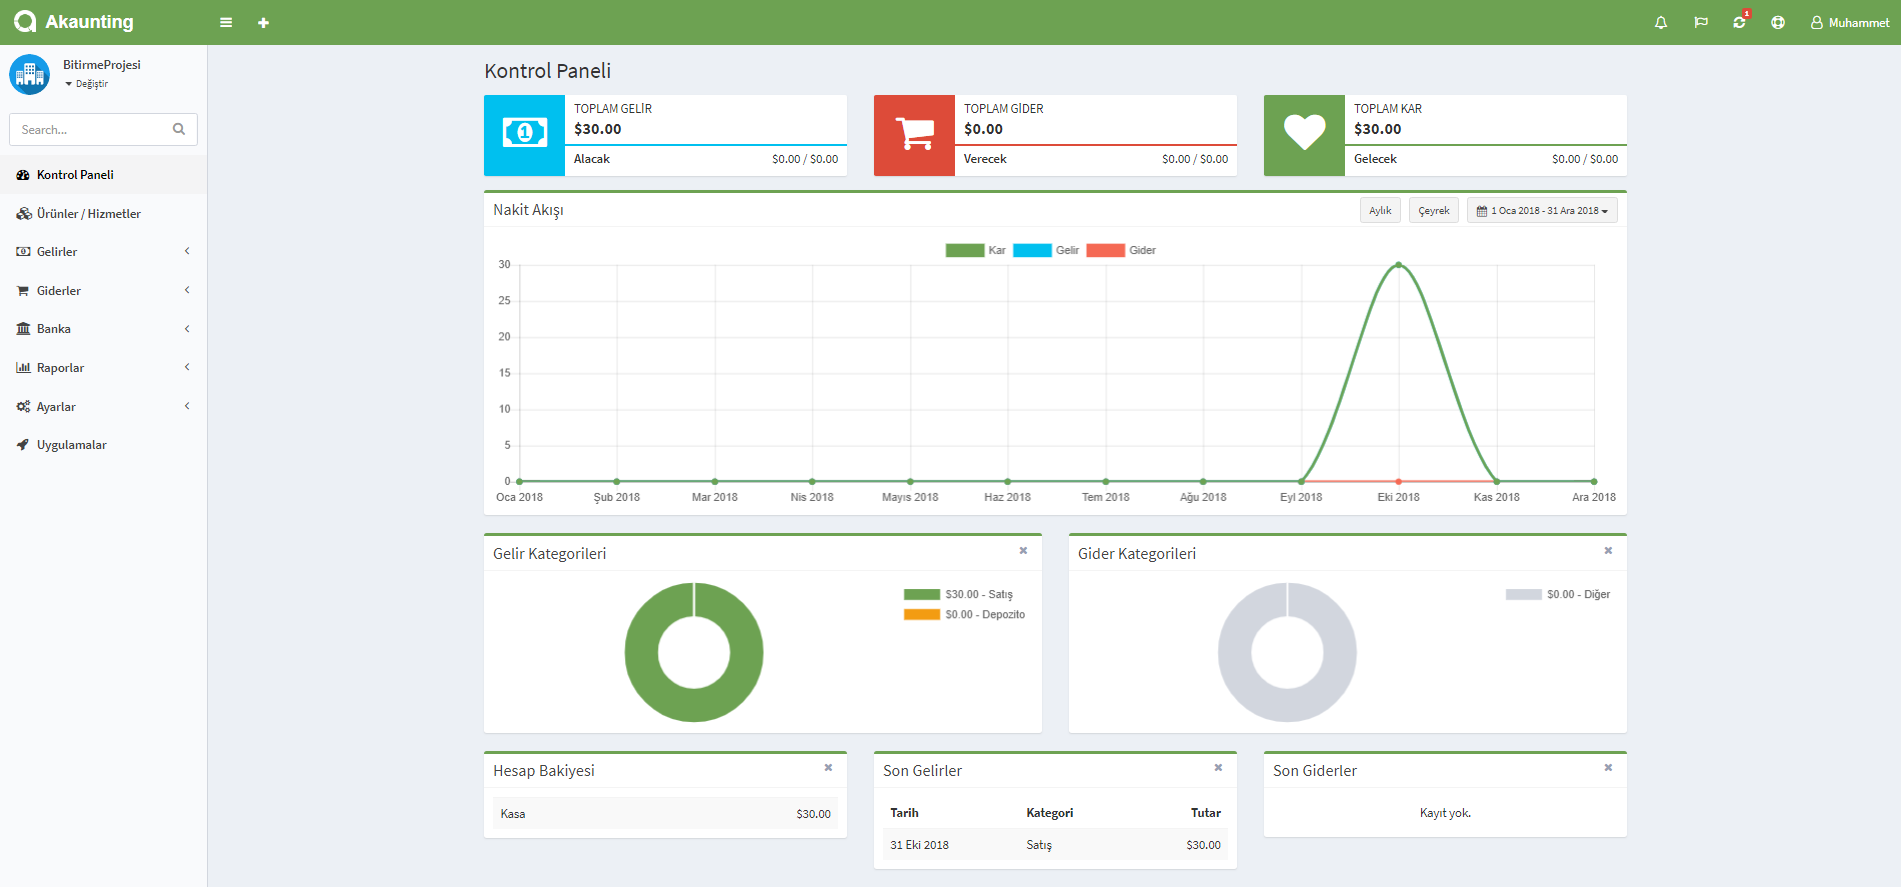 Akaunting
1
Muhammet
BitirmeProjesi
Değiştir
Search...
Kontrol Paneli
Ürünler / Hizmetler
Gelirler
Giderler
Banka
Raporlar
Ayarlar
Uygulamalar
Kontrol Paneli
TOPLAM GELİR
$30.00
Alacak $0.00 / $0.00
TOPLAM GİDER
$0.00
Verecek $0.00 / $0.00
TOPLAM KAR
$30.00
Gelecek $0.00 / $0.00
Nakit Akışı
Aylık Çeyrek 1 Oca 2018 - 31 Ara 2018
Kar Gelir Gider
30
25
20
15
10
5
0
Oca 2018 Şub 2018 Mar 2018 Nis 2018 Mayıs 2018 Haz 2018 Tem 2018 Ağu 2018 Eyl 2018 Eki 2018 Kas 2018 Ara 2018
Gelir Kategorileri
$30.00 - Satış
$0.00 - Depozito
Gider Kategorileri
$0.00 - Diğer
Hesap Bakiyesi
Kasa $30.00
Son Gelirler
Tarih Kategori Tutar
31 Eki 2018 Satış $30.00
Son Giderler
Kayıt yok.